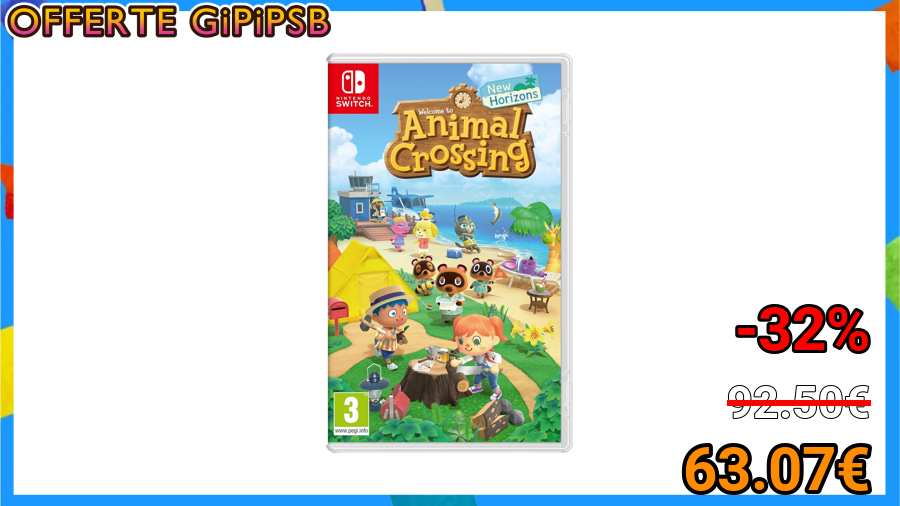 OFFERTE GiPiPSB
NINTENDO
SWITCH.
New
Horizons
Welcome to
Animal
Crossing
3
www.pegi.info
-32%
92.50€
63.07€